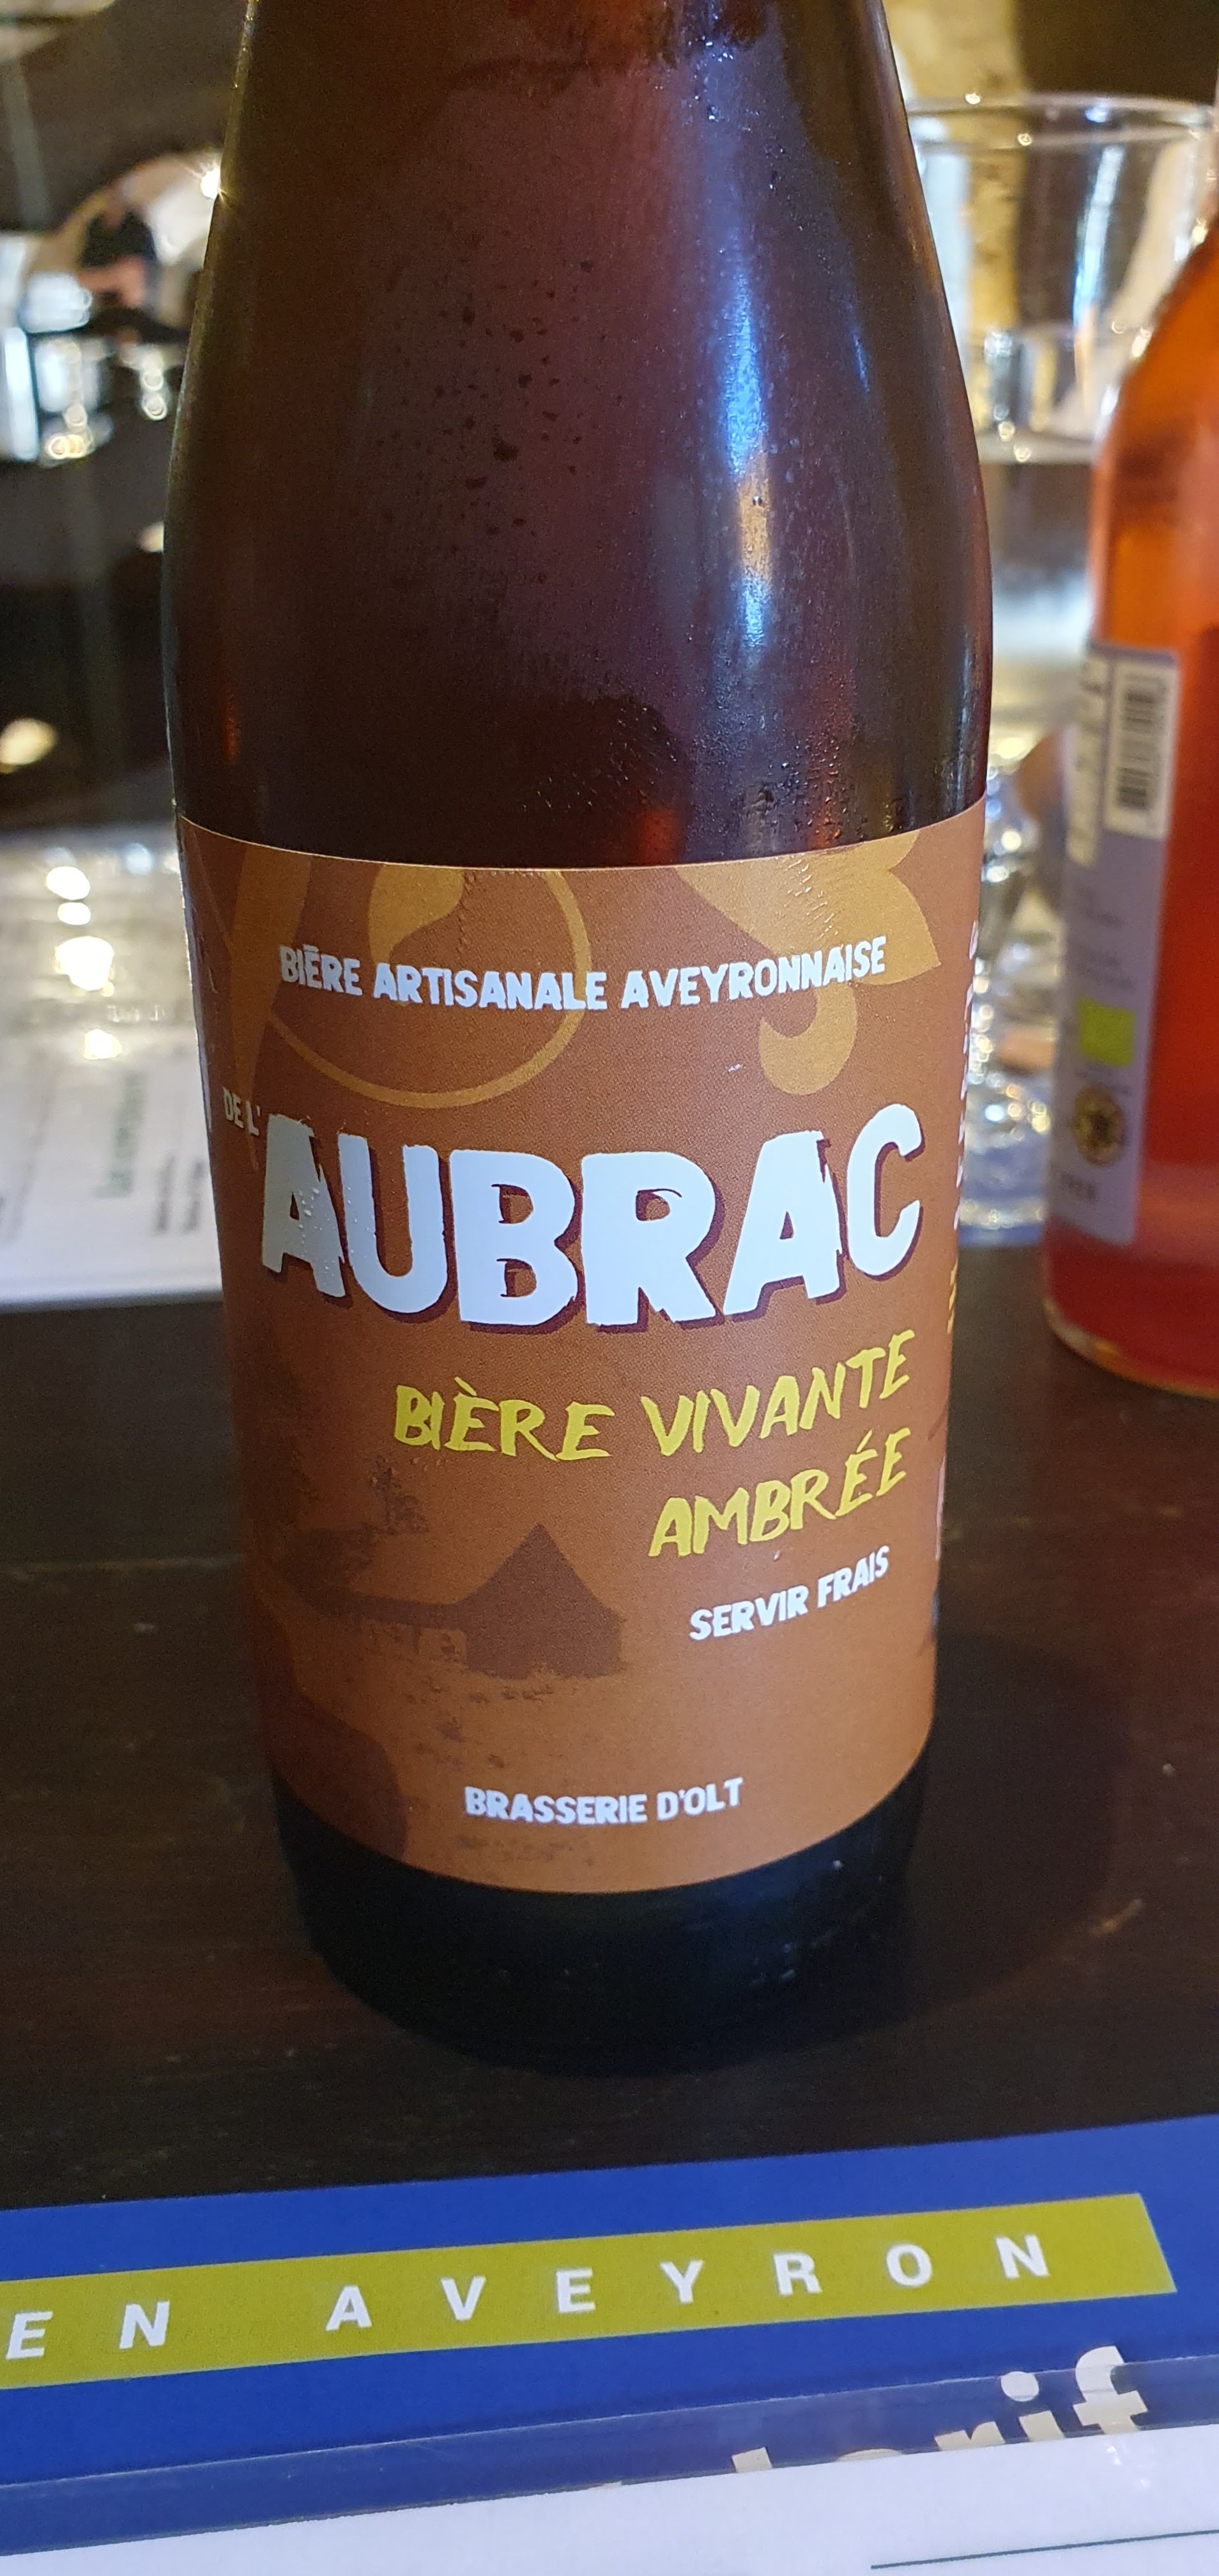 BIÈRE ARTISANALE AVEYRONNAISE
DE L'
AUBRAC
BIÈRE VIVANTE
AMBRÉE
SERVIR FRAIS
BRASSERIE D'OLT
EN AVEYRON